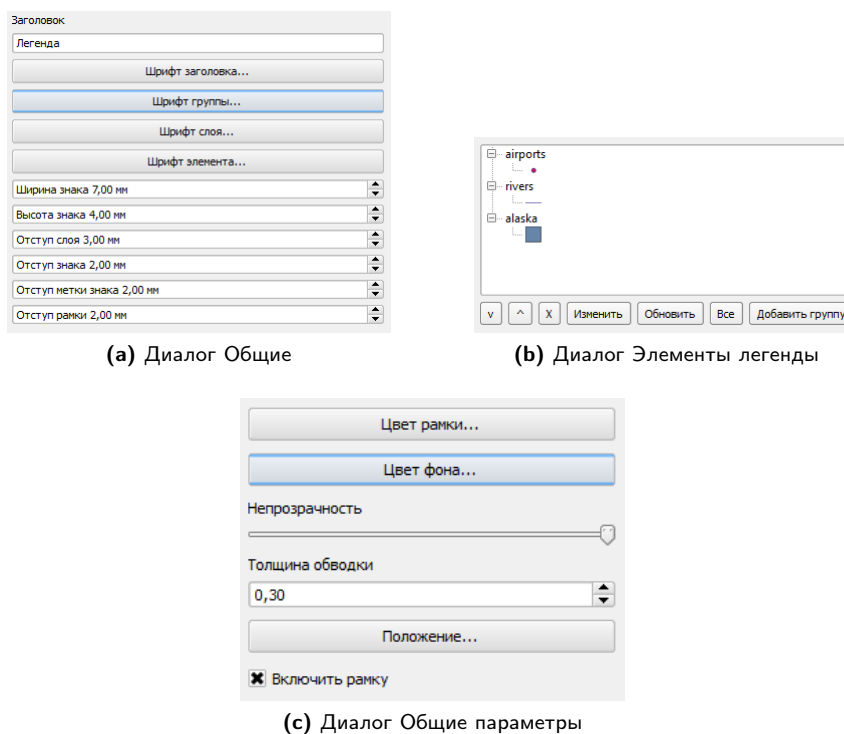 Заголовок
Легенда
Шрифт заголовка...
Шрифт группы...
Шрифт слоя...
Шрифт элемента...
Ширина знака 7,00 мм
Высота знака 4,00 мм
Отступ слоя 3,00 мм
Отступ знака 2,00 мм
Отступ метки знака 2,00 мм
Отступ рамки 2,00 мм
(a) Диалог Общие
airports
rivers
alaska
v ^ X Изменить Обновить Все Добавить группу
(b) Диалог Элементы легенды
Цвет рамки...
Цвет фона...
Непрозрачность
Толщина обводки
0,30
Положение...
Включить рамку
(c) Диалог Общие параметры